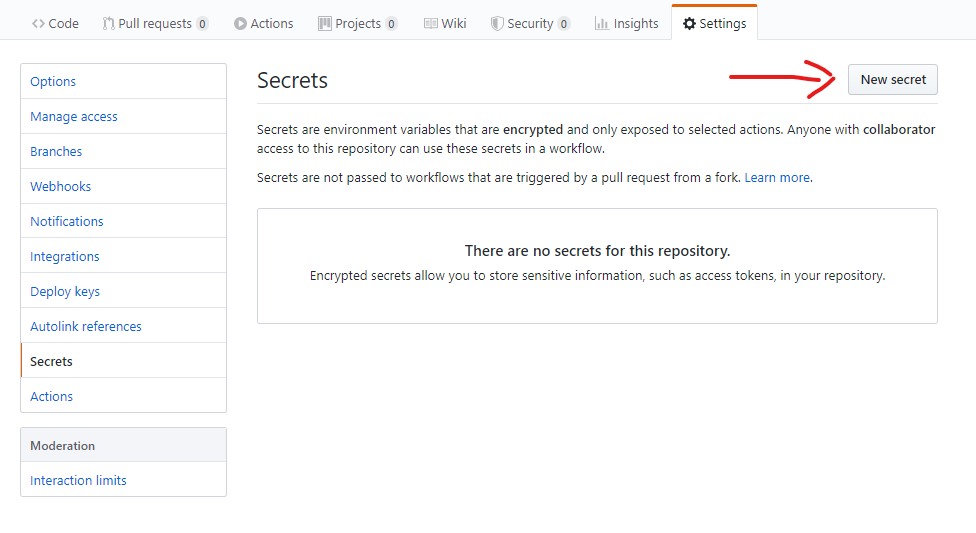 Code Pull requests 0 Actions Projects 0 Wiki Security 0 Insights Settings
Options
Manage access
Branches
Webhooks
Notifications
Integrations
Deploy keys
Autolink references
Secrets
Actions
Moderation
Interaction limits
Secrets
New secret
Secrets are environment variables that are encrypted and only exposed to selected actions. Anyone with collaborator
access to this repository can use these secrets in a workflow.
Secrets are not passed to workflows that are triggered by a pull request from a fork. Learn more.
There are no secrets for this repository.
Encrypted secrets allow you to store sensitive information, such as access tokens, in your repository.